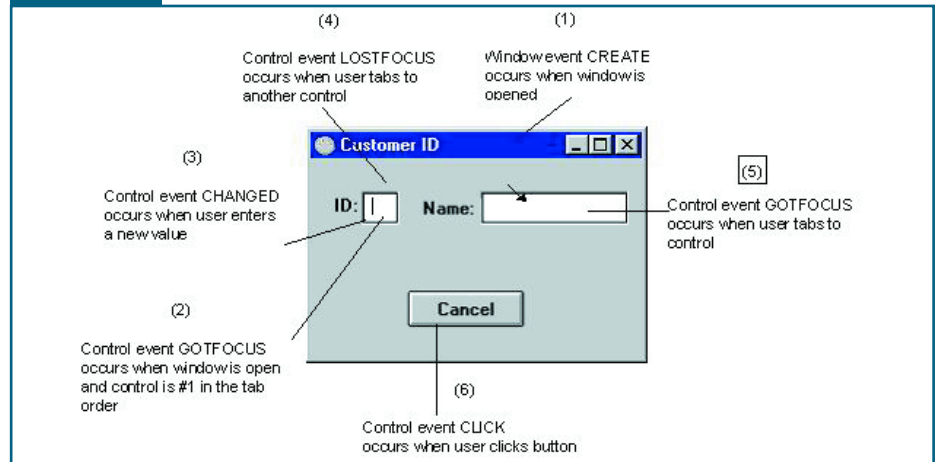 (4)
Control event LOSTFOCUS
occurs when user tabs to
another control
(1)
Window event CREATE
occurs when window is
opened
Customer ID
(3)
Control event CHANGED
occurs when user enters
a new value
ID:
Name:
(5)
Control event GOTFOCUS
occurs when user tabs to
control
(2)
Control event GOTFOCUS
occurs when window is open
and control is #1 in the tab
order
Cancel
(6)
Control event CLICK
occurs when user clicks button